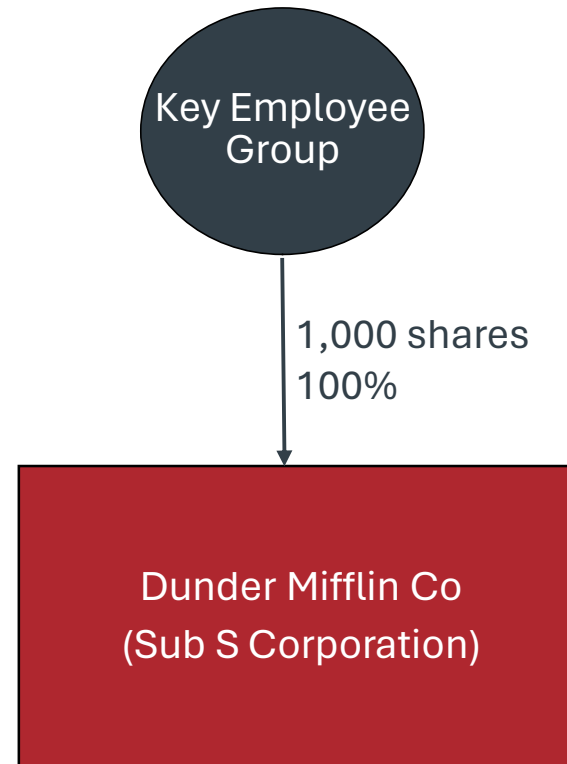 Key Employee
Group
1,000 shares
100%
Dunder Mifflin Co
(Sub S Corporation)